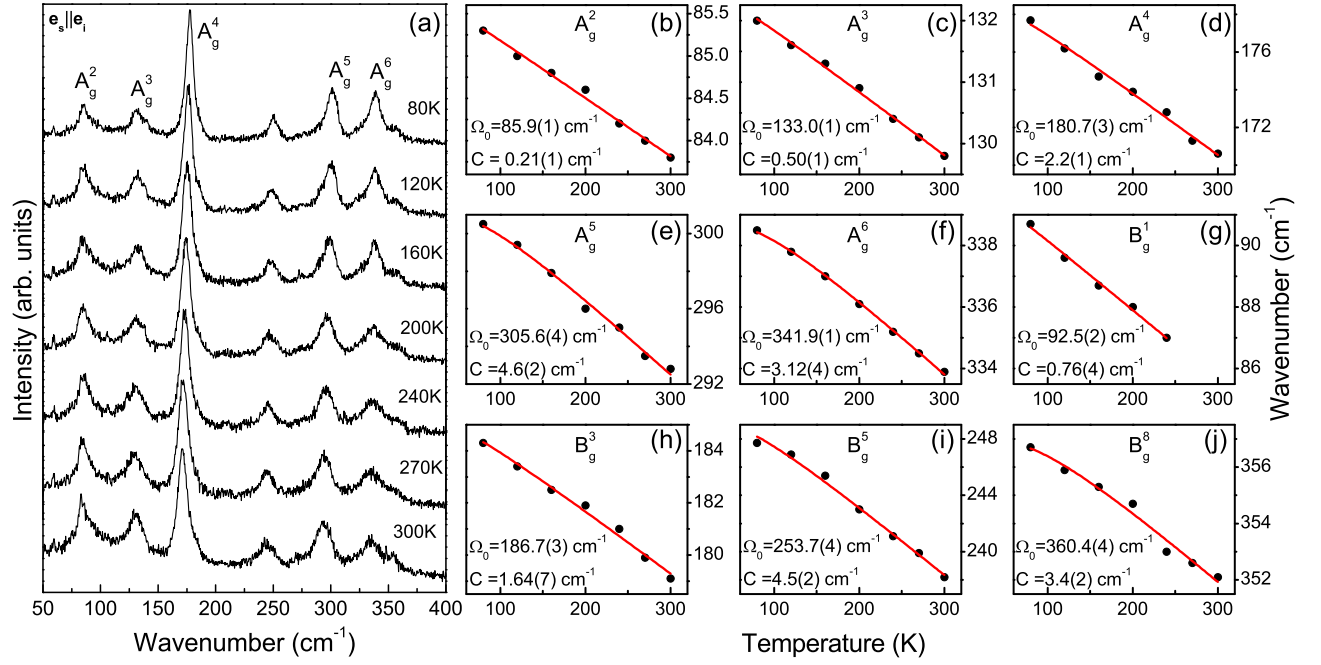 e_s||e_i
(a)
A_g^2
A_g^3
A_g^4
A_g^5
A_g^6
80K
120K
160K
200K
240K
270K
300K
Intensity (arb. units)
50 100 150 200 250 300 350 400
Wavenumber (cm^-1)
A_g^2 (b)
Ω_0=85.9(1) cm^-1
C = 0.21(1) cm^-1
85.5
85.0
84.5
84.0
100 200 300
A_g^3 (c)
Ω_0=133.0(1) cm^-1
C =0.50(1) cm^-1
132
131
130
100 200 300
A_g^4 (d)
Ω_0=180.7(3) cm^-1
C =2.2(1) cm^-1
176
172
100 200 300
A_g^5 (e)
Ω_0=305.6(4) cm^-1
C =4.6(2) cm^-1
300
296
292
A_g^6 (f)
Ω_0=341.9(1) cm^-1
C =3.12(4) cm^-1
338
336
334
B_g^1 (g)
Ω_0=92.5(2) cm^-1
C =0.76(4) cm^-1
90
88
86
B_g^3 (h)
Ω_0=186.7(3) cm^-1
C =1.64(7) cm^-1
184
182
180
100 200 300
B_g^5 (i)
Ω_0=253.7(4) cm^-1
C =4.5(2) cm^-1
248
244
240
100 200 300
B_g^8 (j)
Ω_0=360.4(4) cm^-1
C =3.4(2) cm^-1
356
354
352
100 200 300
Wavenumber (cm^-1)
Temperature (K)